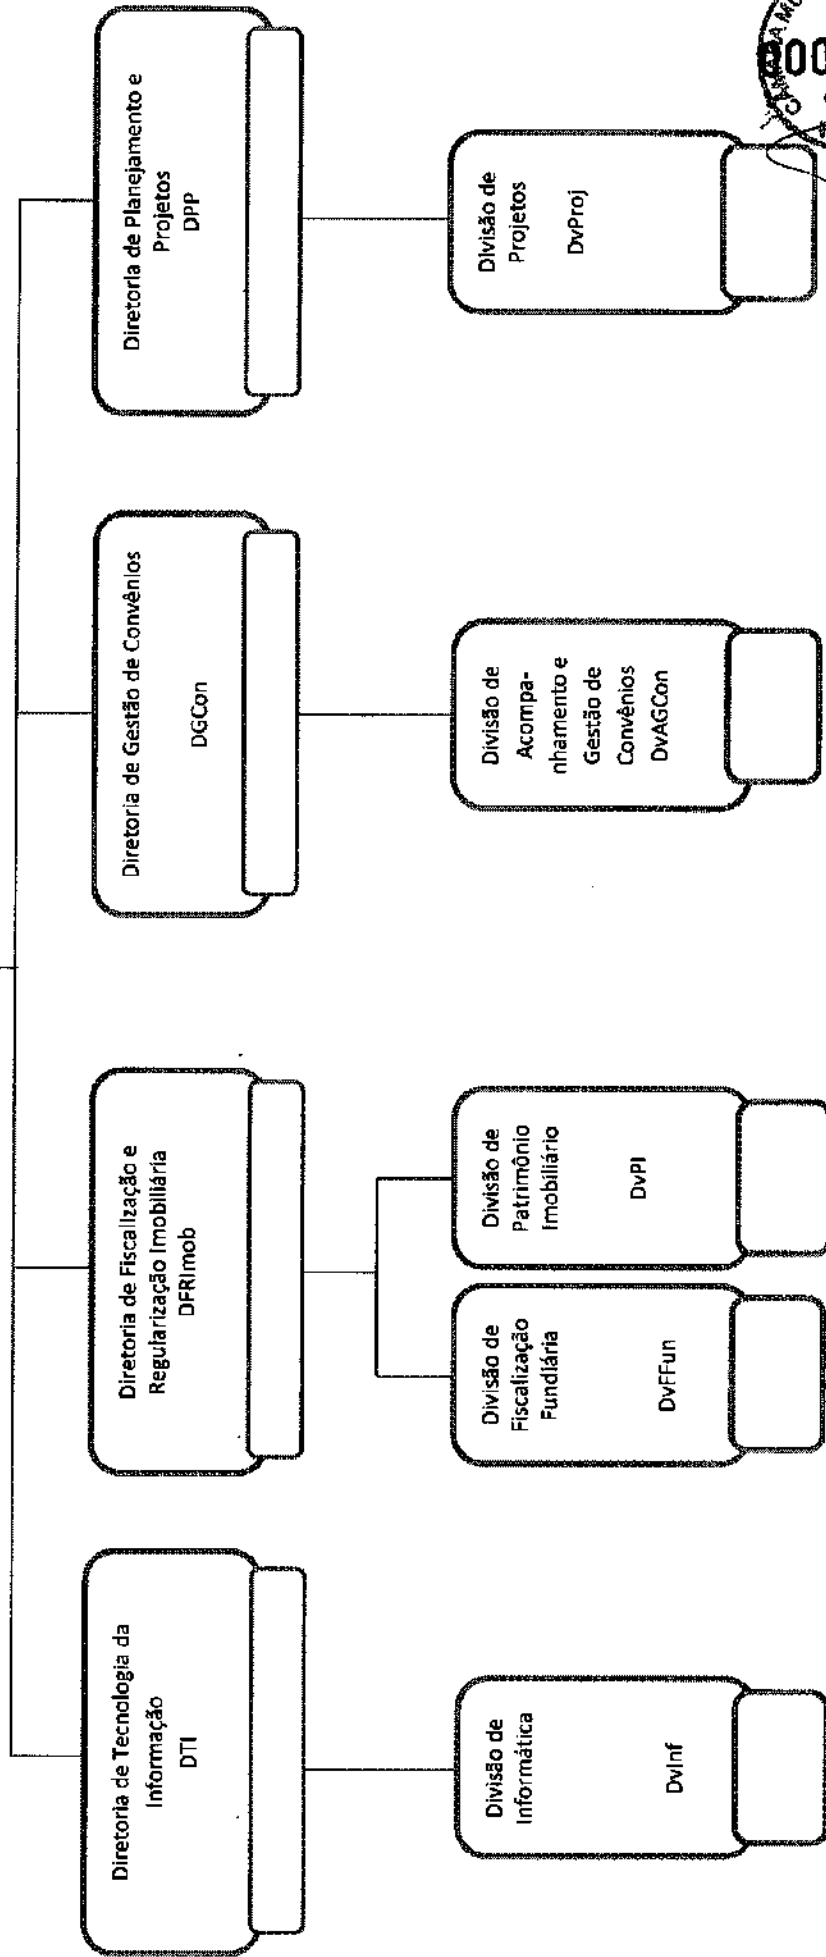 Diretoria de Tecnologia da
Informação
DTI
Diretoria de Fiscalização e
Regularização Imobiliária
DFRImob
Diretoria de Gestão de Convênios
DGCon
Diretoria de Planejamento e
Projetos
DPP
Divisão de
Informática
DvInf
Divisão de
Fiscalização
Fundiária
DvFFun
Divisão de
Patrimônio
Imobiliário
DvPI
Divisão de
Acompa-
nhamento e
Gestão de
Convênios
DvAGCon
Divisão de
Projetos
DvProj